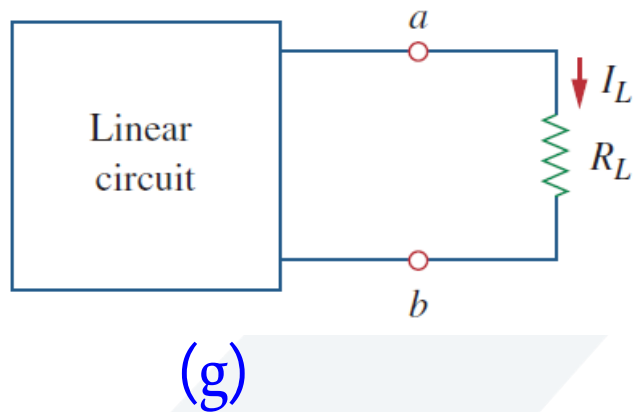 a
Linear
circuit
I_L
R_L
b
(g)